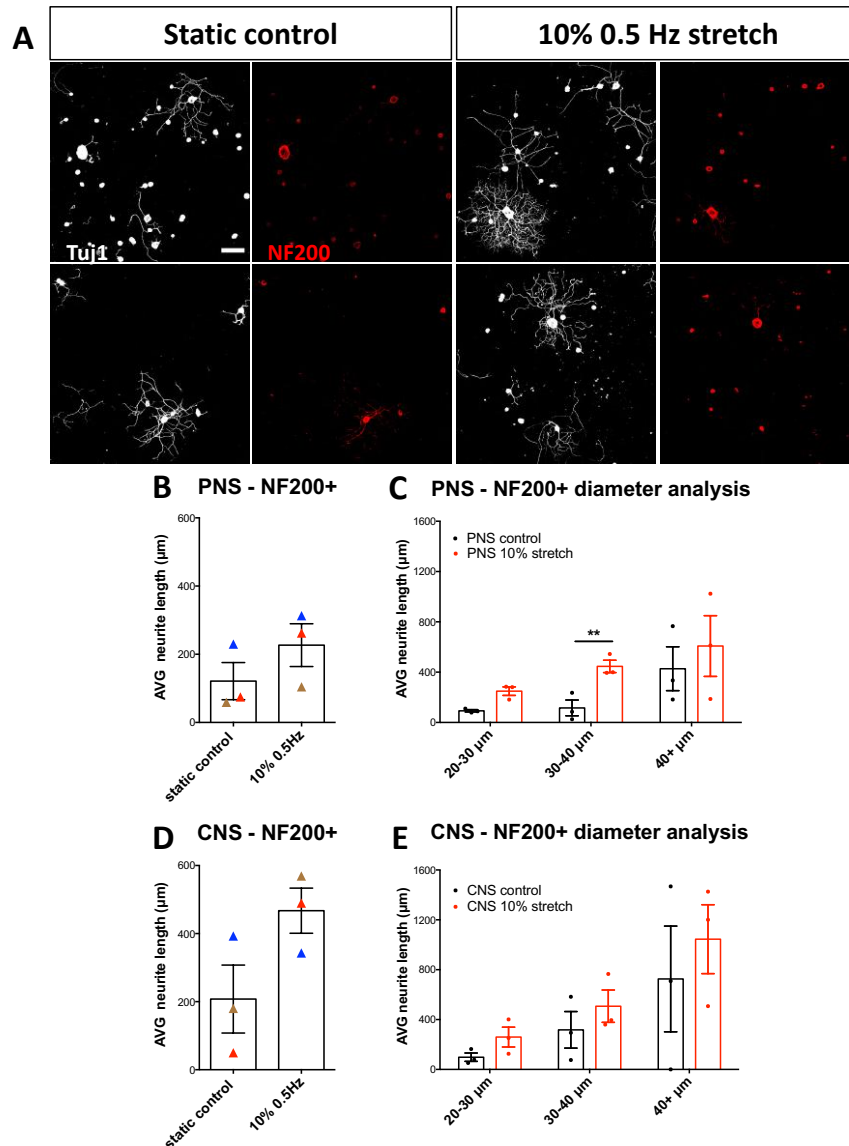 A
Static control
10% 0.5 Hz stretch
Tuj1
NF200
B
PNS - NF200+
AVG neurite length (µm)
600
400
200
0
static control
10% 0.5Hz
C
PNS - NF200+ diameter analysis
AVG neurite length (µm)
1600
1200
800
400
0
PNS control
PNS 10% stretch
**
20-30 µm
30-40 µm
40+ µm
D
CNS - NF200+
AVG neurite length (µm)
600
400
200
0
static control
10% 0.5Hz
E
CNS - NF200+ diameter analysis
AVG neurite length (µm)
1600
1200
800
400
0
CNS control
CNS 10% stretch
20-30 µm
30-40 µm
40+ µm